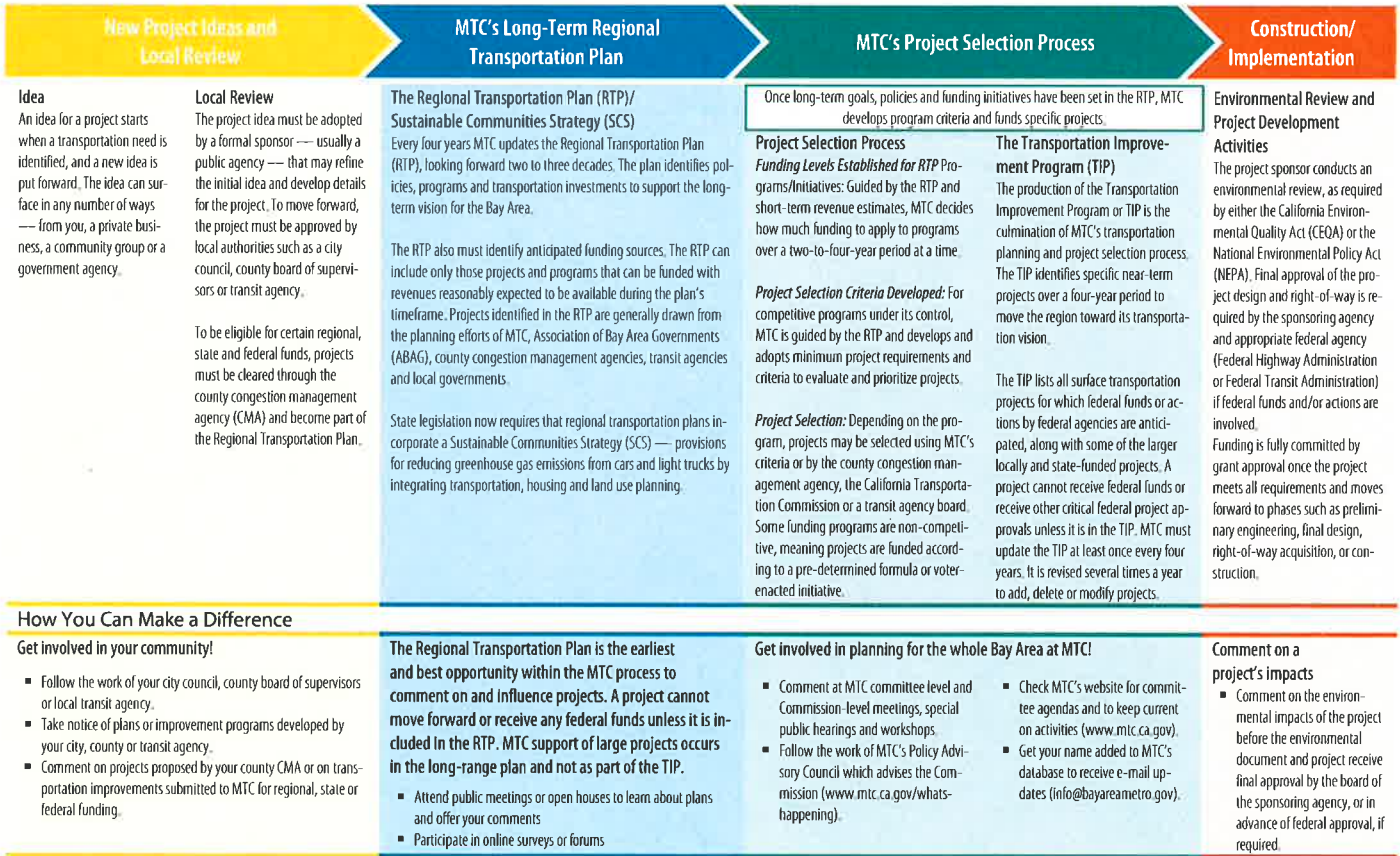 New Project Ideas and
Local Review
MTC's Long-Term Regional
Transportation Plan
MTC's Project Selection Process
Construction/
Implementation
Idea
An idea for a project starts
when a transportation need is
identified, and a new idea is
put forward. The idea can sur-
face in any number of ways
— from you, a private busi-
ness, a community group or a
government agency.
Local Review
The project idea must be adopted
by a formal sponsor — usually a
public agency — that may refine
the initial idea and develop details
for the project. To move forward,
the project must be approved by
local authorities such as a city
council, county board of supervi-
sors or transit agency.
To be eligible for certain regional,
state and federal funds, projects
must be cleared through the
county congestion management
agency (CMA) and become part of
the Regional Transportation Plan.
The Regional Transportation Plan (RTP)/
Sustainable Communities Strategy (SCS)
Every four years MTC updates the Regional Transportation Plan
(RTP), looking forward two to three decades. The plan identifies pol-
icies, programs and transportation investments to support the long-
term vision for the Bay Area.
The RTP also must identify anticipated funding sources. The RTP can
include only those projects and programs that can be funded with
revenues reasonably expected to be available during the plan's
timeframe. Projects identified in the RTP are generally drawn from
the planning efforts of MTC, Association of Bay Area Governments
(ABAG), county congestion management agencies, transit agencies
and local governments.
State legislation now requires that regional transportation plans in-
corporate a Sustainable Communities Strategy (SCS) — provisions
for reducing greenhouse gas emissions from cars and light trucks by
integrating transportation, housing and land use planning.
Once long-term goals, policies and funding initiatives have been set in the RTP, MTC
develops program criteria and funds specific projects.
Project Selection Process
Funding Levels Established for RTP Pro-
grams/Initiatives: Guided by the RTP and
short-term revenue estimates, MTC decides
how much funding to apply to programs
over a two-to-four-year period at a time.
Project Selection Criteria Developed: For
competitive programs under its control,
MTC is guided by the RTP and develops and
adopts minimum project requirements and
criteria to evaluate and prioritize projects.
Project Selection: Depending on the pro-
gram, projects may be selected using MTC's
criteria or by the county congestion man-
agement agency, the California Transporta-
tion Commission or a transit agency board.
Some funding programs are non-competi-
tive, meaning projects are funded accord-
ing to a pre-determined formula or voter-
enacted initiative.
The Transportation Improve-
ment Program (TIP)
The production of the Transportation
Improvement Program or TIP is the
culmination of MTC's transportation
planning and project selection process.
The TIP identifies specific near-term
projects over a four-year period to
move the region toward its transporta-
tion vision.
The TIP lists all surface transportation
projects for which federal funds or ac-
tions by federal agencies are antici-
pated, along with some of the larger
locally and state-funded projects. A
project cannot receive federal funds or
receive other critical federal project ap-
provals unless it is in the TIP. MTC must
update the TIP at least once every four
years. It is revised several times a year
to add, delete or modify projects.
Environmental Review and
Project Development
Activities
The project sponsor conducts an
environmental review, as required
by either the California Environ-
mental Quality Act (CEQA) or the
National Environmental Policy Act
(NEPA). Final approval of the pro-
ject design and right-of-way is re-
quired by the sponsoring agency
and appropriate federal agency
(Federal Highway Administration
or Federal Transit Administration)
if federal funds and/or actions are
involved.
Funding is fully committed by
grant approval once the project
meets all requirements and moves
forward to phases such as prelimi-
nary engineering, final design,
right-of-way acquisition, or con-
struction.
How You Can Make a Difference
Get involved in your community!
■ Follow the work of your city council, county board of supervisors
or local transit agency.
■ Take notice of plans or improvement programs developed by
your city, county or transit agency.
■ Comment on projects proposed by your county CMA or on trans-
portation improvements submitted to MTC for regional, state or
federal funding.
The Regional Transportation Plan is the earliest
and best opportunity within the MTC process to
comment on and influence projects. A project cannot
move forward or receive any federal funds unless it is in-
cluded in the RTP. MTC support of large projects occurs
in the long-range plan and not as part of the TIP.
■ Attend public meetings or open houses to learn about plans
and offer your comments
■ Participate in online surveys or forums
Get involved in planning for the whole Bay Area at MTC!
■ Comment at MTC committee level and
Commission-level meetings, special
public hearings and workshops.
■ Follow the work of MTC's Policy Advi-
sory Council which advises the Com-
mission (www.mtc.ca.gov/whats-
happening).
■ Check MTC's website for commit-
tee agendas and to keep current
on activities (www.mtc.ca.gov).
■ Get your name added to MTC's
database to receive e-mail up-
dates (info@bayareametro.gov).
Comment on a
project's impacts
■ Comment on the environ-
mental impacts of the project
before the environmental
document and project receive
final approval by the board of
the sponsoring agency, or in
advance of federal approval, if
required.